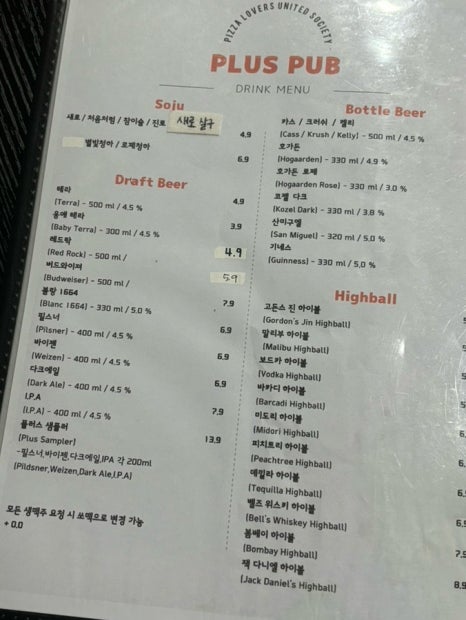 PIZZA LOVERS UNITED SOCIETY
PLUS PUB
DRINK MENU
Soju
새로 / 처음처럼 / 참이슬 / 진로 새로 살구
4.9
별빛청하 / 로제청하
6.9
Draft Beer
테라
(Terra) - 500 ml / 4.5 % 4.9
응애 테라
(Baby Terra) - 300 ml / 4.5 % 3.9
레드락
(Red Rock) - 500 ml / 4.9
버드와이져
(Budweiser) - 500 ml / 5.9
블랑 1664
(Blanc 1664) - 330 ml / 5.0 % 7.9
필스너
(Pilsner) - 400 ml / 4.5 % 6.9
바이젠
(Weizen) - 400 ml / 4.5 % 6.9
다크에일
(Dark Ale) - 400 ml / 4.5 % 6.9
I.P.A
(I.P.A) - 400 ml / 4.5 % 7.9
플러스 샘플러
(Plus Sampler) 13.9
-필스너,바이젠,다크에일,IPA 각 200ml
(Pildsner,Weizen,Dark Ale,I.P.A)
모든 생맥주 요청 시 쏘맥으로 변경 가능
+ 0.0
Bottle Beer
카스 / 크러쉬 / 켈리
(Cass / Krush / Kelly) - 500 ml / 4.5 %
호가든
(Hogaarden) - 330 ml / 4.9 %
호가든 로제
(Hogaarden Rose) - 330 ml / 3.0 %
코젤 다크
(Kozel Dark) - 330 ml / 3.8 %
산미구엘
(San Miguel) - 320 ml / 5.0 %
기네스
(Guinness) - 330 ml / 5.0 %
Highball
고든스 진 하이볼
(Gordon's Jin Highball)
말리부 하이볼
(Malibu Highball)
보드카 하이볼
(Vodka Highball)
바카디 하이볼
(Barcadi Highball)
미도리 하이볼
(Midori Highball)
피치트리 하이볼
(Peachtree Highball)
데낄라 하이볼
(Tequilla Highball)
벨즈 위스키 하이볼
(Bell's Whiskey Highball)
봄베이 하이볼
(Bombay Highball)
잭 다니엘 하이볼
(Jack Daniel's Highball)